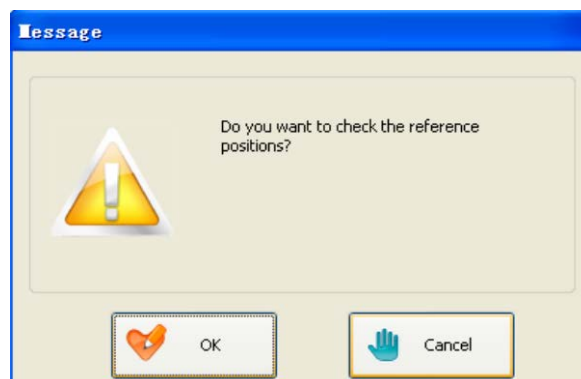 Message
Do you want to check the reference
positions?
OK
Cancel